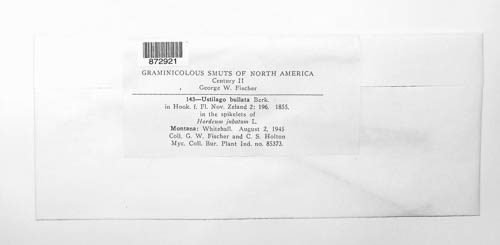 872921
GRAMINICOLOUS SMUTS OF NORTH AMERICA
Century II
George W. Fischer
143—Ustilago bullata Berk.
in Hook. f. Fl. Nov. Zeland 2: 196. 1855.
in the spikelets of
Hordeum jubatum L.
Montana: Whitehall. August 2, 1945
Coll. G. W. Fischer and C. S. Holton
Myc. Coll. Bur. Plant Ind. no. 85373.